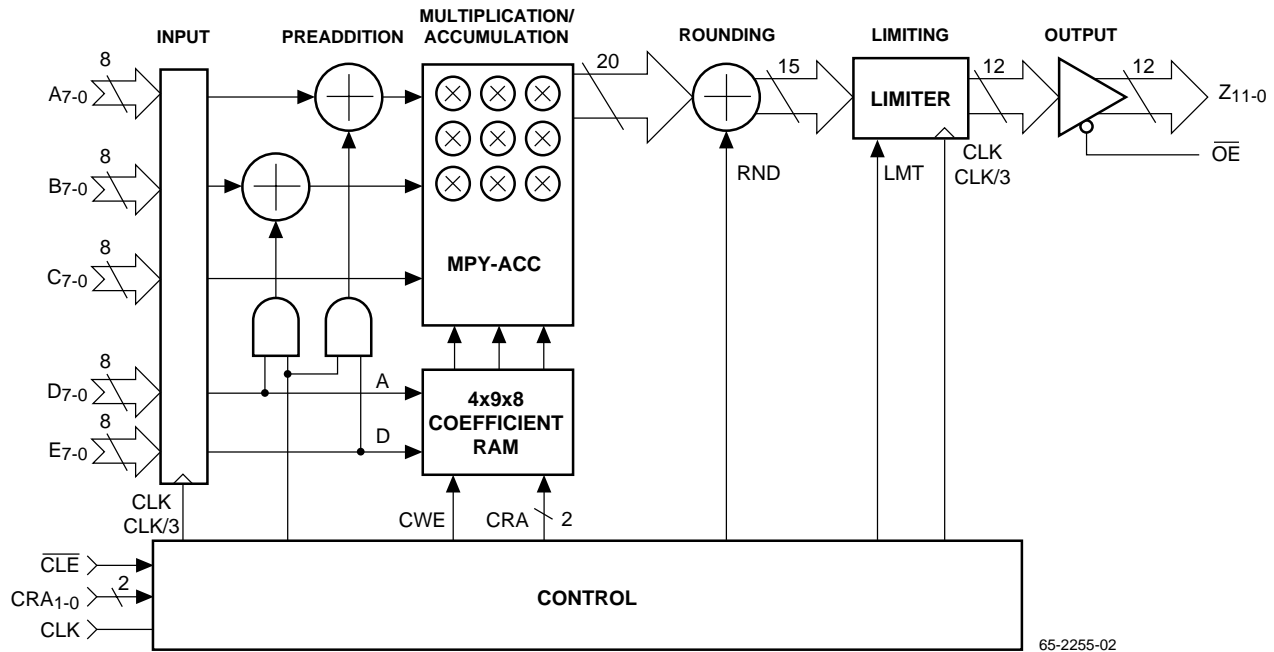 INPUT
PREADDITION
MULTIPLICATION/
ACCUMULATION
ROUNDING
LIMITING
OUTPUT
8
A7-0
8
B7-0
8
C7-0
8
D7-0
8
E7-0
MPY-ACC
20
15
LIMITER
12
12
Z11-0
OE
CLK
CLK/3
RND
LMT
A
D
4x9x8
COEFFICIENT
RAM
CLK
CLK/3
CWE
CRA
2
CLE
CRA1-0
2
CLK
CONTROL
65-2255-02